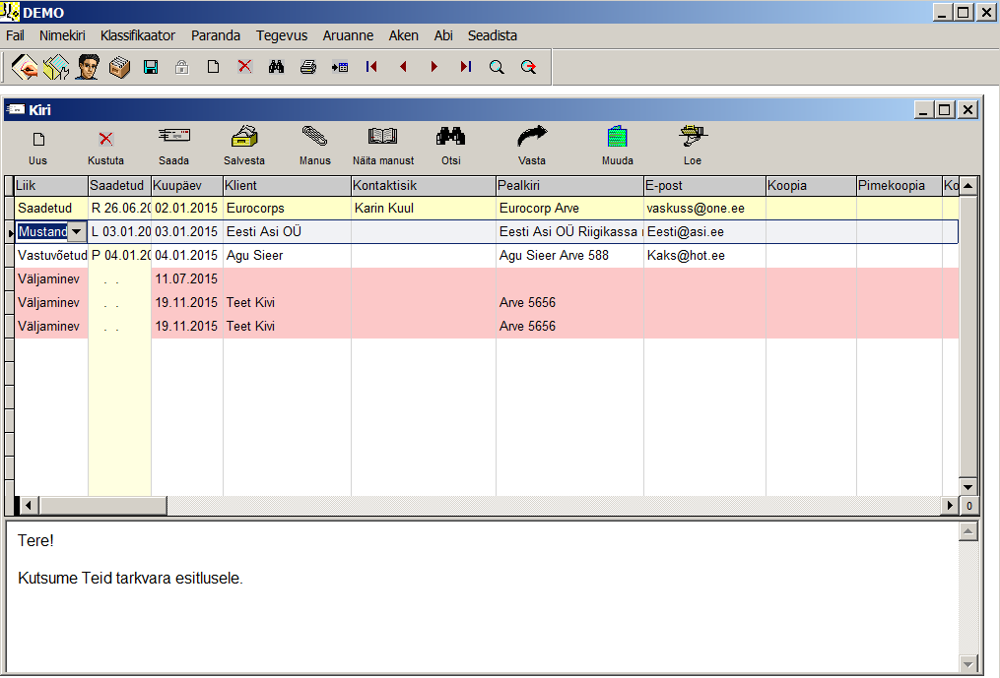 DEMO
Fail Nimekiri Klassifikaator Paranda Tegevus Aruanne Aken Abi Seadista
Kiri
Uus Kustuta Saada Salvesta Manus Näita manust Otsi Vasta Muuda Loe
Liik Saadetud Kuupäev Klient Kontaktisik Pealkiri E-post Koopia Pimekoopia Ko
Saadetud R 26.06.20 02.01.2015 Eurocorps Karin Kuul Eurocorp Arve vaskuss@one.ee
Mustand L 03.01.20 03.01.2015 Eesti Asi OÜ Eesti Asi OÜ Riigikassa Eesti@asi.ee
Vastuvõetud P 04.01.20 04.01.2015 Agu Sieer Agu Sieer Arve 588 Kaks@hot.ee
Väljaminev . . 11.07.2015
Väljaminev . . 19.11.2015 Teet Kivi Arve 5656
Väljaminev . . 19.11.2015 Teet Kivi Arve 5656
0
Tere!
Kutsume Teid tarkvara esitlusele.